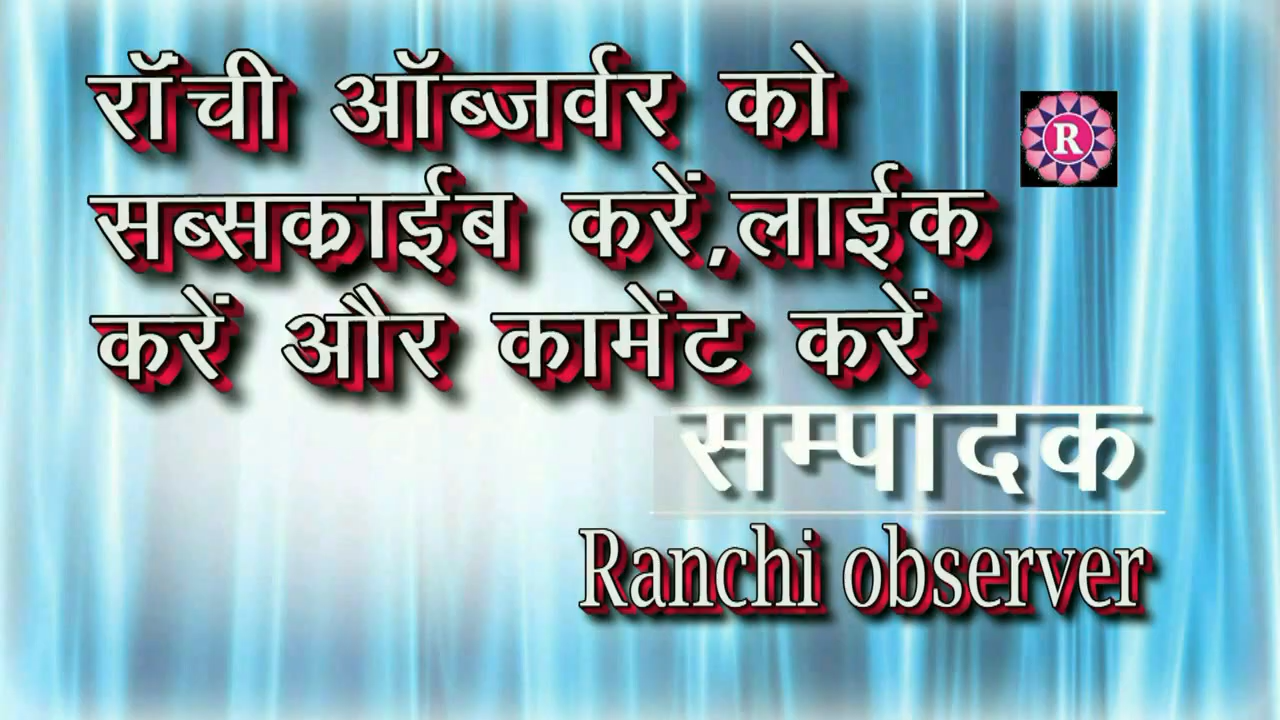 रॉंची ऑब्जर्वर को
R
सब्सक्राईब करें,लाईक
करें और कामेंट करें
सम्पादक
Ranchi observer